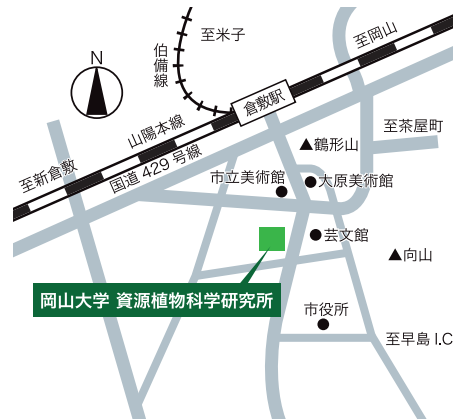 至米子
伯備線
至岡山
N
倉敷駅
山陽本線
至茶屋町
鶴形山
至新倉敷
国道429号線
市立美術館
大原美術館
芸文館
向山
岡山大学 資源植物科学研究所
市役所
至早島 I.C